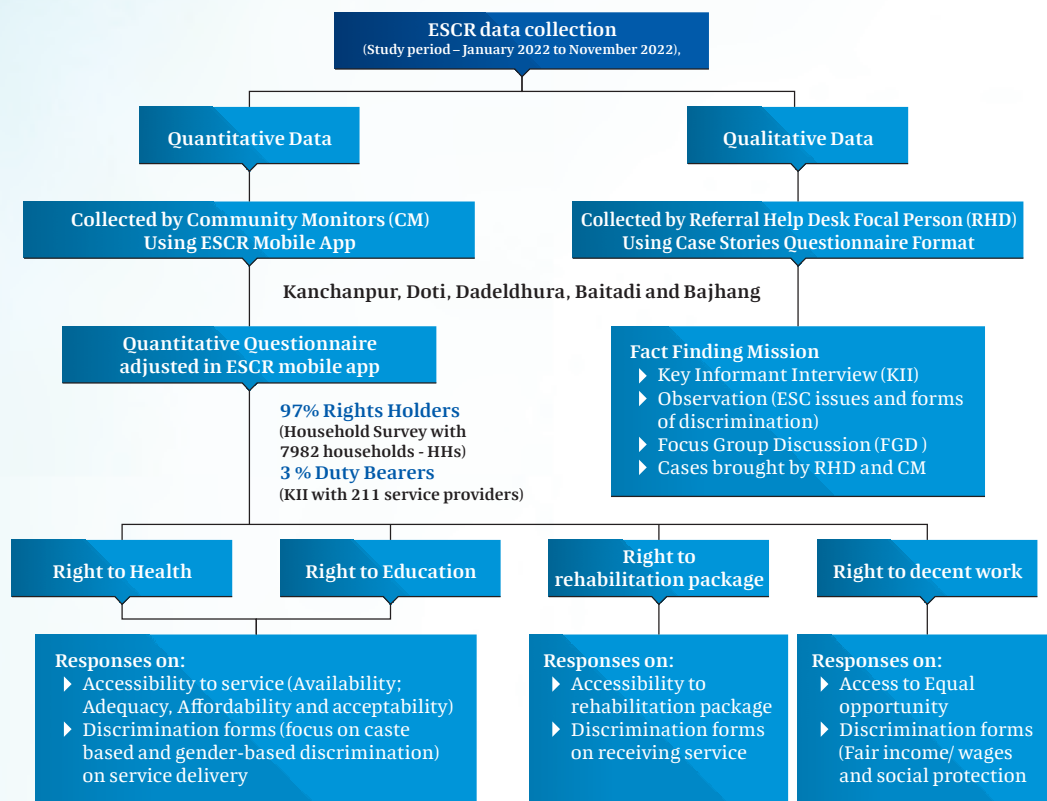 ESCR data collection
(Study period – January 2022 to November 2022),
Quantitative Data
Qualitative Data
Collected by Community Monitors (CM)
Using ESCR Mobile App
Collected by Referral Help Desk Focal Person (RHD)
Using Case Stories Questionnaire Format
Kanchanpur, Doti, Dadeldhura, Baitadi and Bajhang
Quantitative Questionnaire
adjusted in ESCR mobile app
Fact Finding Mission
Key Informant Interview (KII)
Observation (ESC issues and forms
of discrimination)
Focus Group Discussion (FGD )
Cases brought by RHD and CM
97% Rights Holders
(Household Survey with
7982 households - HHs)
3 % Duty Bearers
(KII with 211 service providers)
Right to Health
Right to Education
Right to
rehabilitation package
Right to decent work
Responses on:
Accessibility to service (Availability;
Adequacy, Affordability and acceptability)
Discrimination forms (focus on caste
based and gender-based discrimination)
on service delivery
Responses on:
Accessibility to
rehabilitation package
Discrimination forms
on receiving service
Responses on:
Access to Equal
opportunity
Discrimination forms
(Fair income/ wages
and social protection